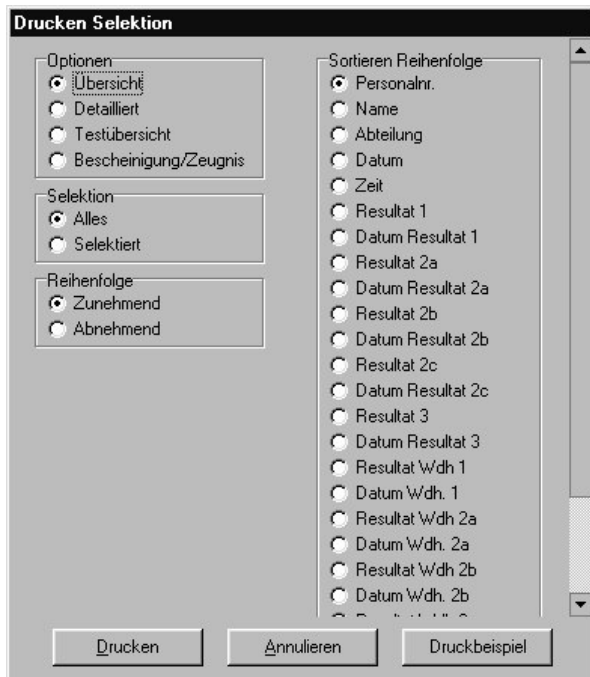 Drucken Selektion
Optionen
Übersicht
Detailliert
Testübersicht
Bescheinigung/Zeugnis
Selektion
Alles
Selektiert
Reihenfolge
Zunehmend
Abnehmend
Sortieren Reihenfolge
Personalnr.
Name
Abteilung
Datum
Zeit
Resultat 1
Datum Resultat 1
Resultat 2a
Datum Resultat 2a
Resultat 2b
Datum Resultat 2b
Resultat 2c
Datum Resultat 2c
Resultat 3
Datum Resultat 3
Resultat Wdh 1
Datum Wdh. 1
Resultat Wdh 2a
Datum Wdh. 2a
Resultat Wdh 2b
Datum Wdh. 2b
Drucken
Annulieren
Druckbeispiel